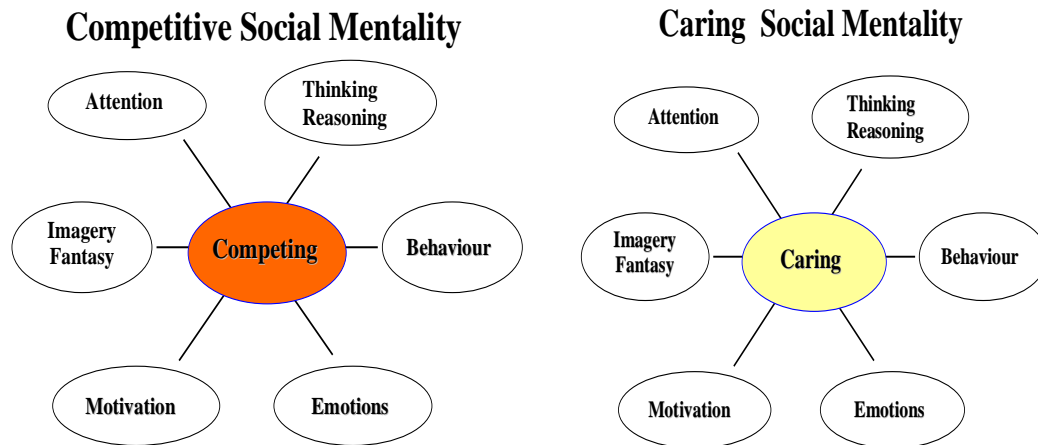 Competitive Social Mentality
Attention
Thinking
Reasoning
Imagery
Fantasy
Competing
Behaviour
Motivation
Emotions
Caring Social Mentality
Attention
Thinking
Reasoning
Imagery
Fantasy
Caring
Behaviour
Motivation
Emotions